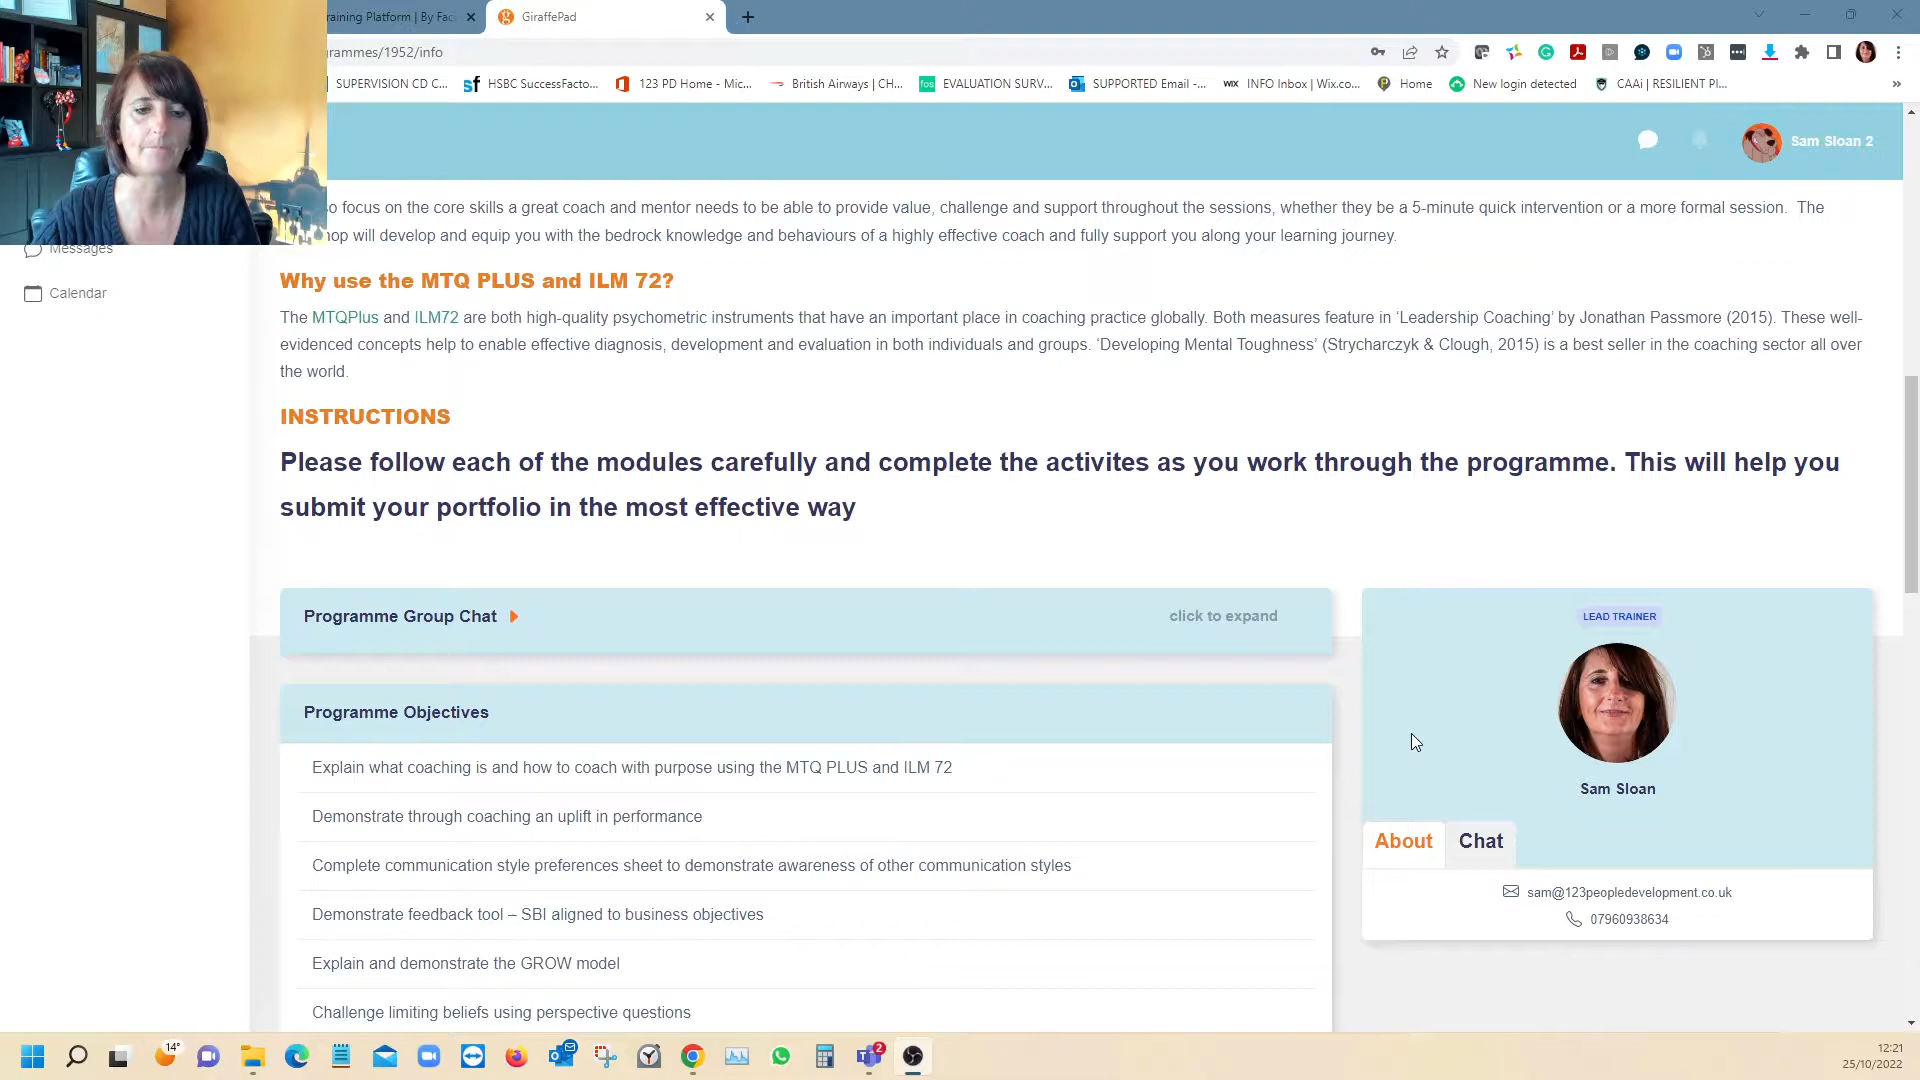 raining Platform | By Fac
GiraffePad
grammes/1952/info
SUPERVISION CD C...
HSBC SuccessFacto...
123 PD Home - Mic...
British Airways | CH...
fos EVALUATION SURV...
SUPPORTED Email -...
WIX INFO Inbox | Wix.co...
Home
New login detected
CAAi | RESILIENT Pl...
»
Sam Sloan 2
so focus on the core skills a great coach and mentor needs to be able to provide value, challenge and support throughout the sessions, whether they be a 5-minute quick intervention or a more formal session. The
op will develop and equip you with the bedrock knowledge and behaviours of a highly effective coach and fully support you along your learning journey.
Messages
Calendar
Why use the MTQ PLUS and ILM 72?
The MTQPlus and ILM72 are both high-quality psychometric instruments that have an important place in coaching practice globally. Both measures feature in ‘Leadership Coaching’ by Jonathan Passmore (2015). These well-
evidenced concepts help to enable effective diagnosis, development and evaluation in both individuals and groups. ‘Developing Mental Toughness’ (Strycharczyk & Clough, 2015) is a best seller in the coaching sector all over
the world.
INSTRUCTIONS
Please follow each of the modules carefully and complete the activites as you work through the programme. This will help you
submit your portfolio in the most effective way
Programme Group Chat
click to expand
Programme Objectives
Explain what coaching is and how to coach with purpose using the MTQ PLUS and ILM 72
Demonstrate through coaching an uplift in performance
Complete communication style preferences sheet to demonstrate awareness of other communication styles
Demonstrate feedback tool – SBI aligned to business objectives
Explain and demonstrate the GROW model
Challenge limiting beliefs using perspective questions
LEAD TRAINER
Sam Sloan
About Chat
sam@123peopledevelopment.co.uk
07960938634
14°
2
12:21
25/10/2022